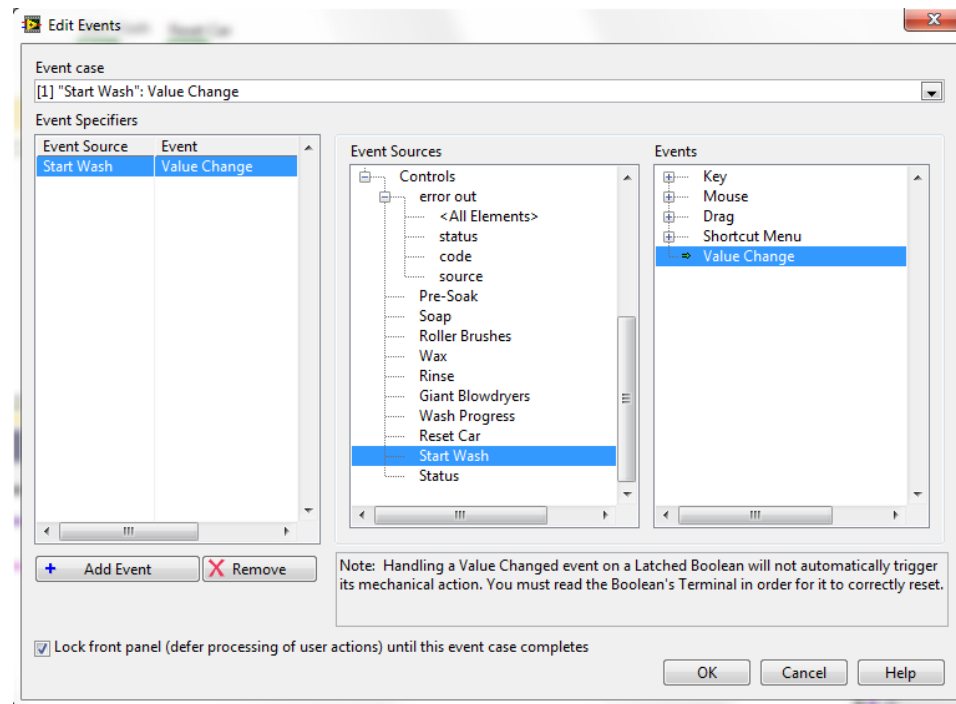 Edit Events
Event case
[1] "Start Wash": Value Change
Event Specifiers
Event Source Event
Start Wash Value Change
Event Sources
Controls
error out
<All Elements>
status
code
source
Pre-Soak
Soap
Roller Brushes
Wax
Rinse
Giant Blowdryers
Wash Progress
Reset Car
Start Wash
Status
Events
Key
Mouse
Drag
Shortcut Menu
Value Change
Add Event
Remove
Note: Handling a Value Changed event on a Latched Boolean will not automatically trigger
its mechanical action. You must read the Boolean's Terminal in order for it to correctly reset.
Lock front panel (defer processing of user actions) until this event case completes
OK
Cancel
Help